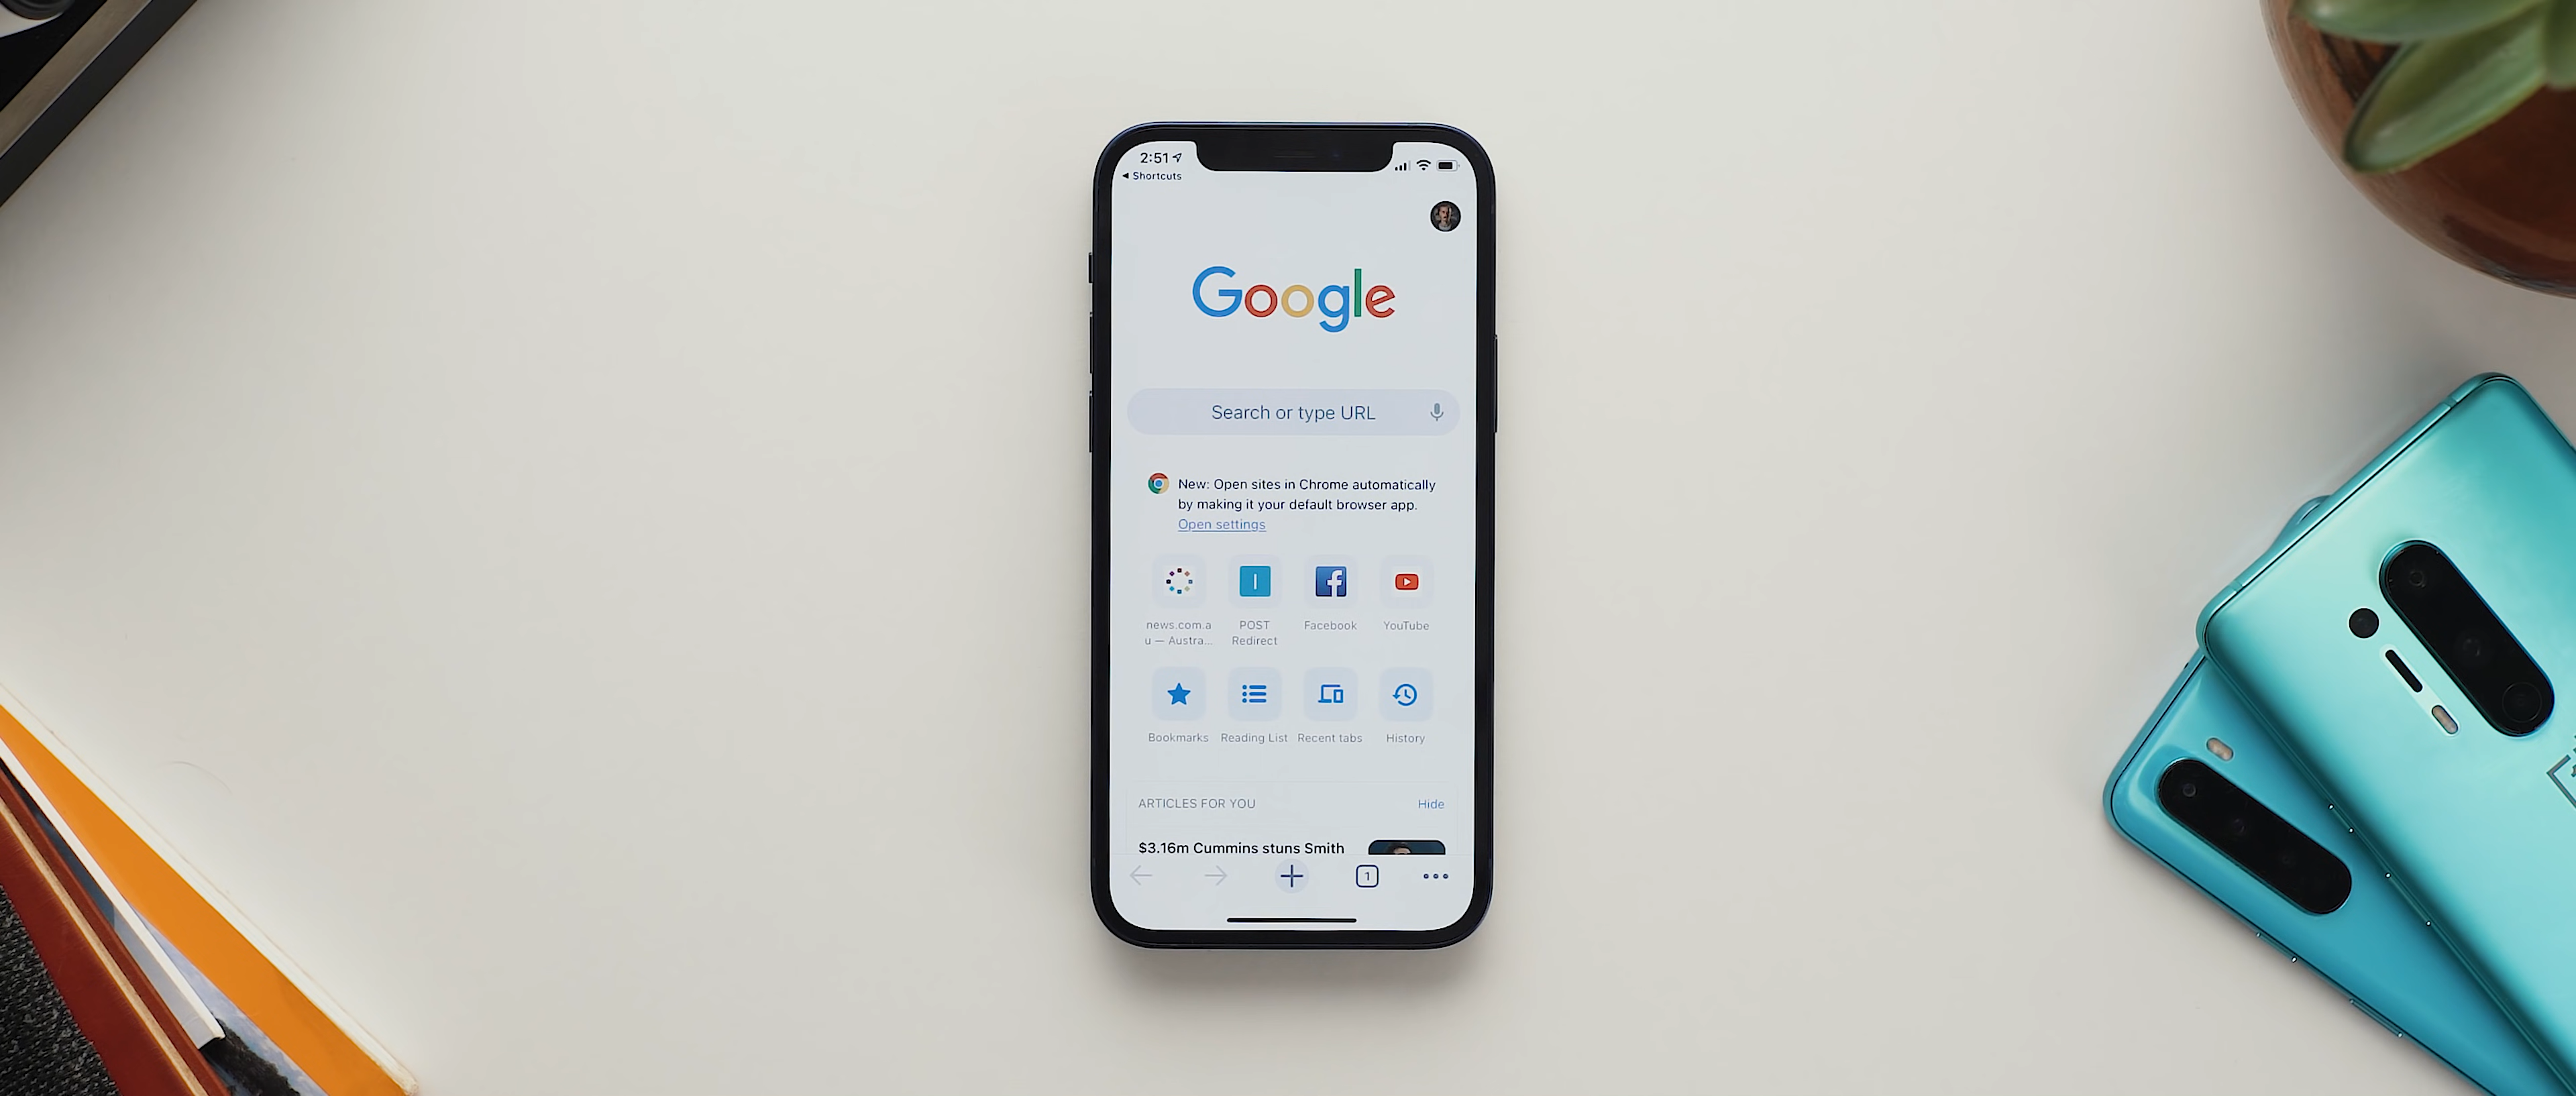 2:51
Shortcuts
Google
Search or type URL
New: Open sites in Chrome automatically
by making it your default browser app.
Open settings
news.com.a
u — Austra...
POST
Redirect
Facebook
YouTube
Bookmarks
Reading List
Recent tabs
History
ARTICLES FOR YOU
Hide
$3.16m Cummins stuns Smith
1